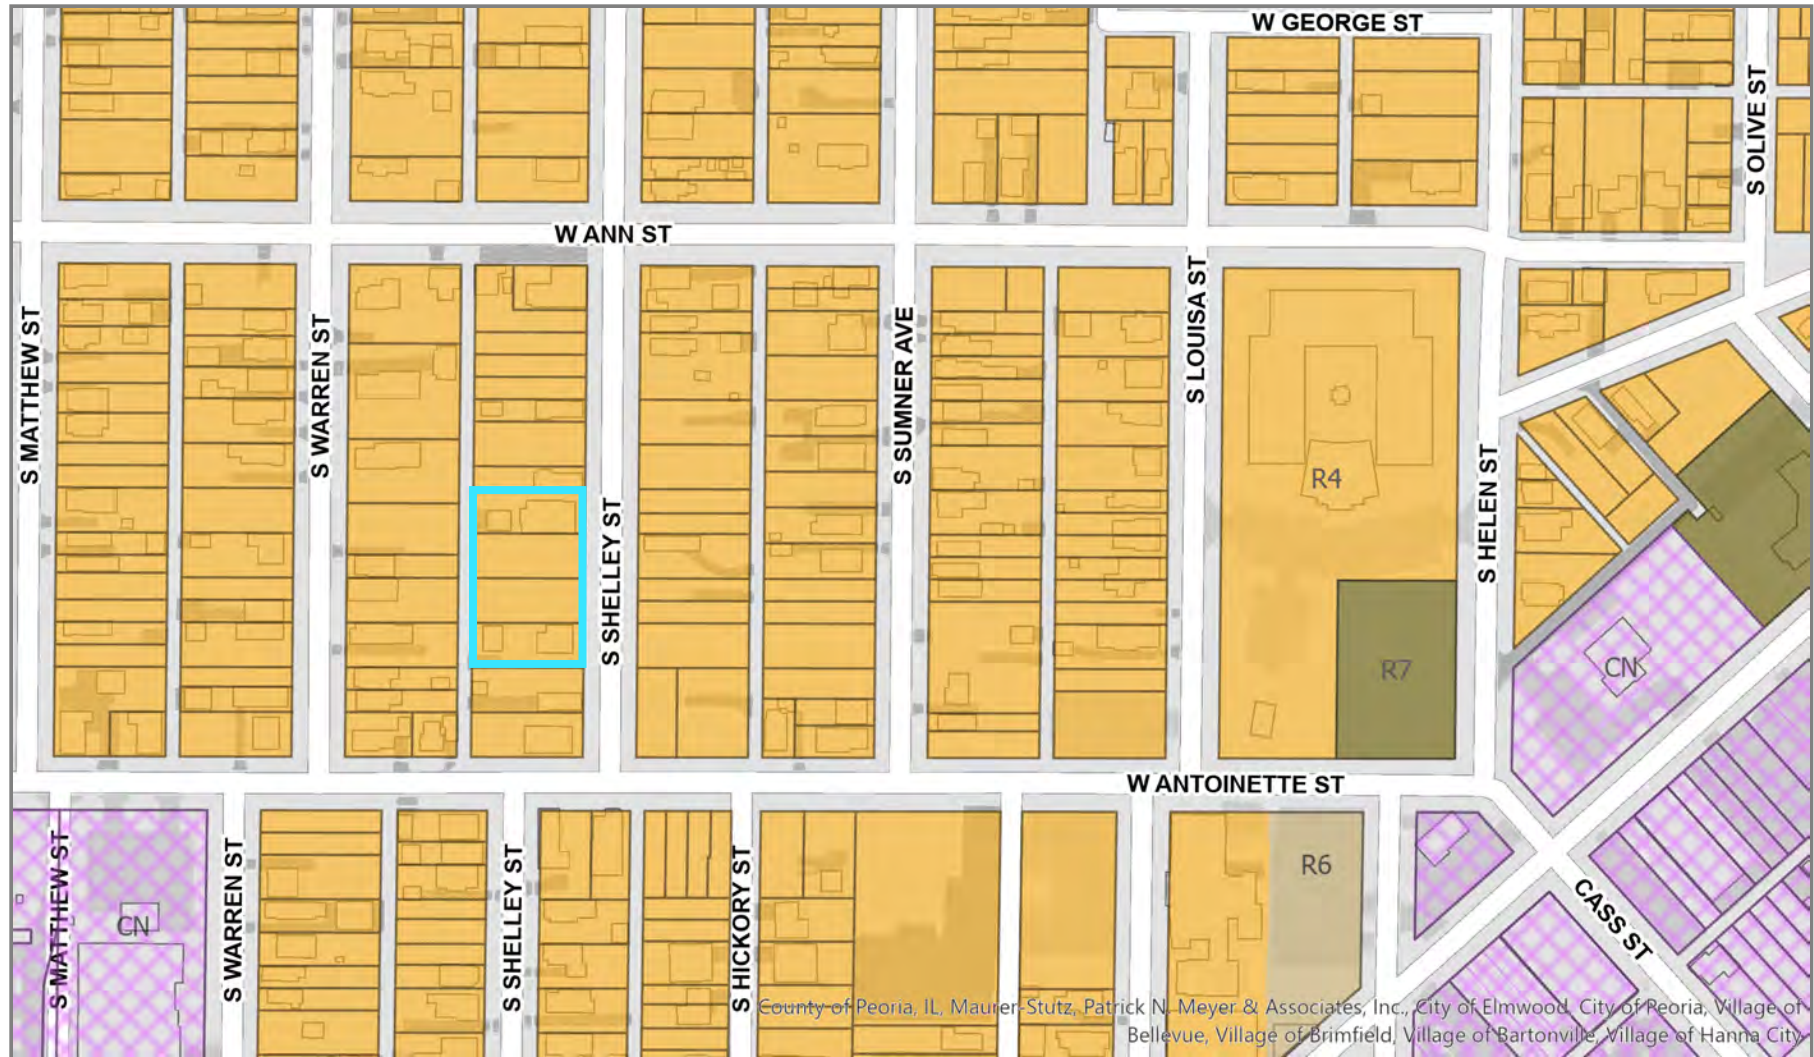 W GEORGE ST
S OLIVE ST
W ANN ST
S MATTHEW ST
S WARREN ST
S SHELLEY ST
S SUMNER AVE
S LOUISA ST
R4
S HELEN ST
R7
CN
W ANTOINETTE ST
S MATTHEW ST
CN
S WARREN ST
S SHELLEY ST
S HICKORY ST
R6
CASS ST
County of Peoria, IL, Maurer-Stutz, Patrick N. Meyer & Associates, Inc., City of Elmwood, City of Peoria, Village of
Bellevue, Village of Brimfield, Village of Bartonville, Village of Hanna City